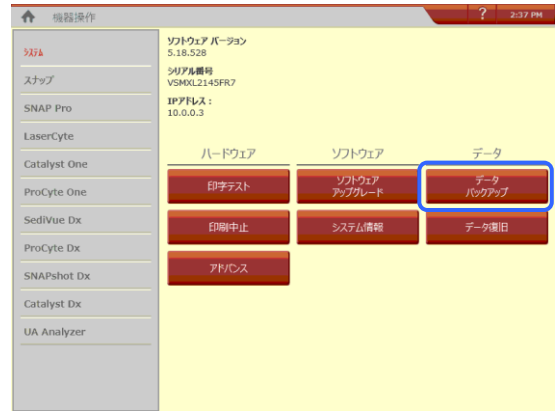 機器操作
? 2:37 PM
システム
スナップ
SNAP Pro
LaserCyte
Catalyst One
ProCyte One
SediVue Dx
ProCyte Dx
SNAPshot Dx
Catalyst Dx
UA Analyzer
ソフトウェア バージョン
5.18.528
シリアル番号
VSMXL2145FR7
IPアドレス :
10.0.0.3
ハードウェア
ソフトウェア
データ
印字テスト
ソフトウェア
アップグレード
データ
バックアップ
印刷中止
システム情報
データ復旧
アドバンス